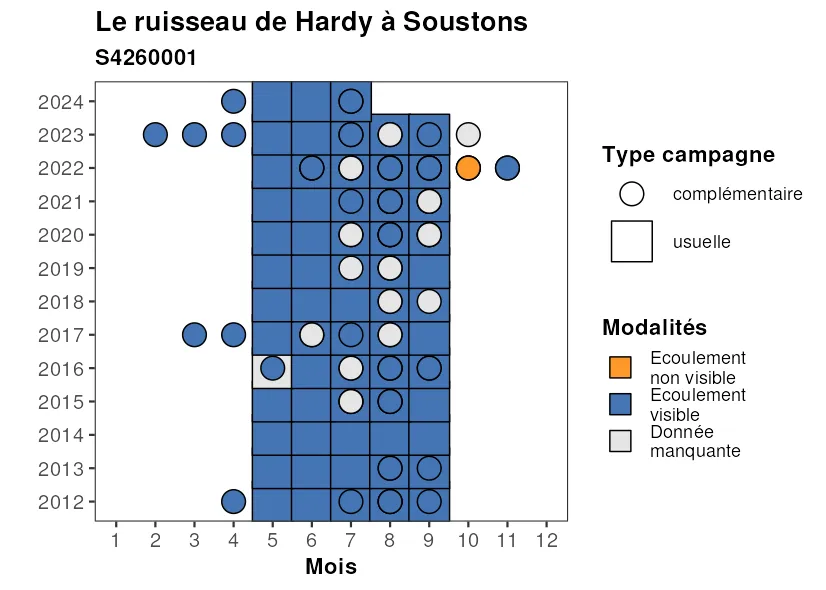 Le ruisseau de Hardy à Soustons
S4260001
2024
2023
2022
2021
2020
2019
2018
2017
2016
2015
2014
2013
2012
1 2 3 4 5 6 7 8 9 10 11 12
Mois
Type campagne
complémentaire
usuelle
Modalités
Ecoulement
non visible
Ecoulement
visible
Donnée
manquante